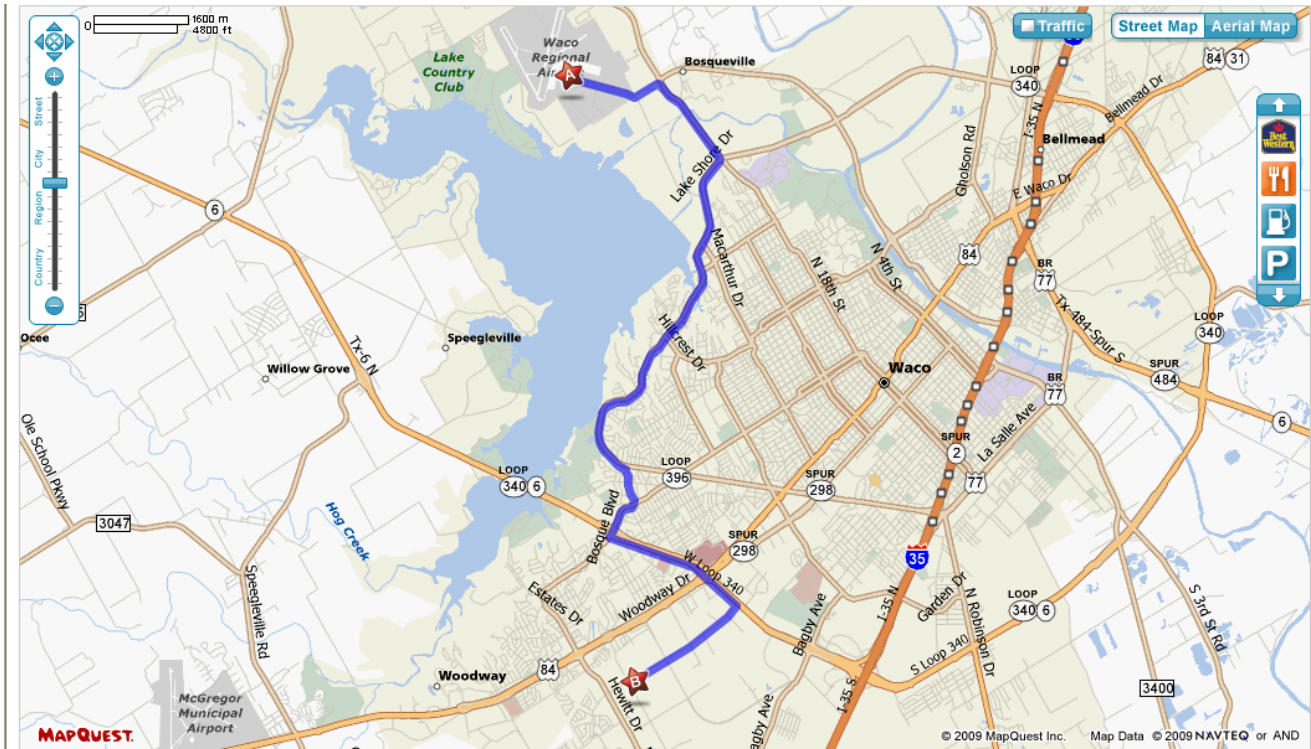 1600 m
0
4800 ft
Traffic
Street Map
Aerial Map
Street
City
Region
Country
Waco
Regional
Lake
Country
Club
A
Bosqueville
LOOP
340
84
31
Bellmead Dr
I-35 N
Bellmead
Best
Western
Lake Shore Dr
Gholson Rd
E Waco Dr
6
Macarthur Dr
N 18th St
N 4th St
84
BR
77
Tx-484-Spur S
P
Ocee
Speegleville
Willow Grove
Tx-6 N
Hillcrest Dr
Waco
LOOP
340
SPUR
484
BR
77
6
Ole School Pkwy
La Salle Ave
SPUR
2
77
LOOP
340 6
LOOP
396
SPUR
298
3047
Hog Creek
Bosque Blvd
SPUR
298
W Loop 340
35
Speegleville Rd
Estates Dr
Woodway Dr
Bagby Ave
I-35 N
Garden Dr
N Robinson Dr
LOOP
340 6
S 3rd St Rd
S Loop 340
84
Woodway
B
Hewitt Dr
I-35 S
3400
McGregor
Municipal
Airport
agby Ave
MAPQUEST.
© 2009 MapQuest Inc.
Map Data © 2009 NAVTEQ or AND